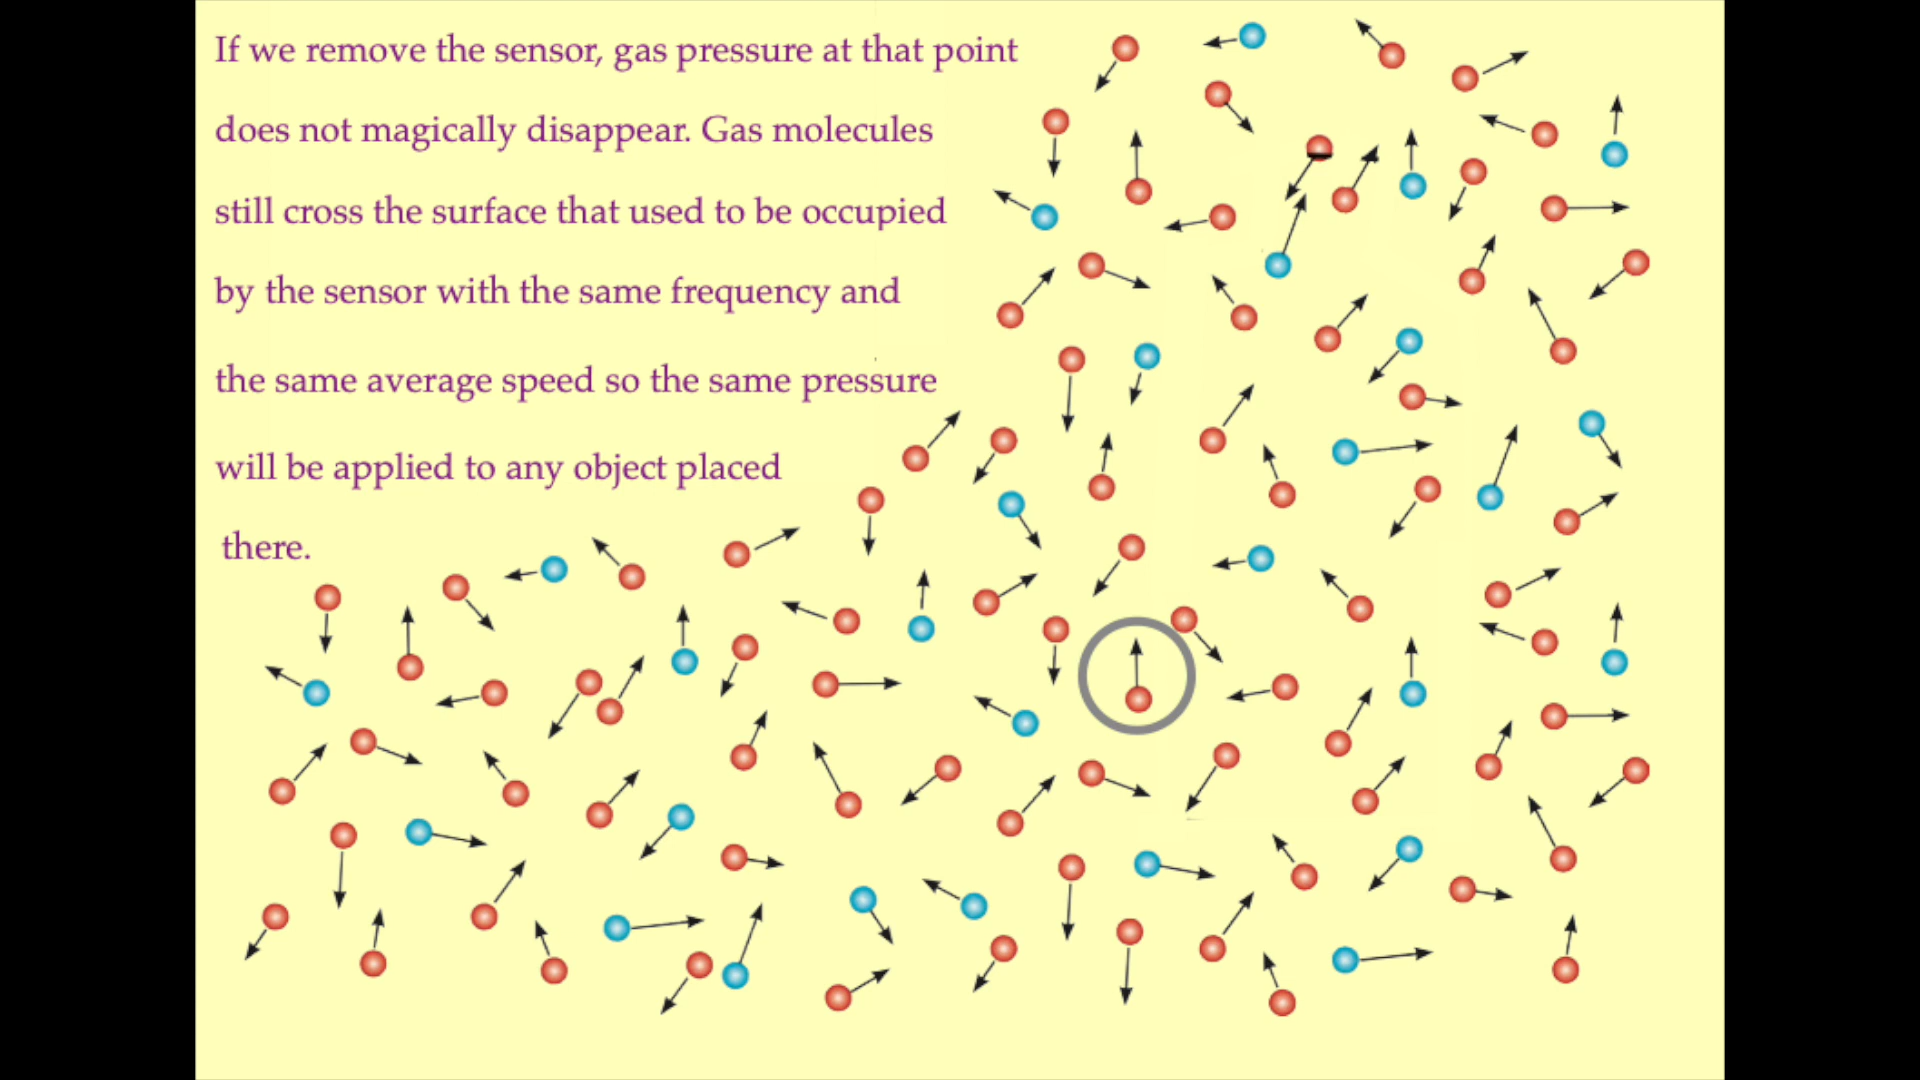 If we remove the sensor, gas pressure at that point
does not magically disappear. Gas molecules
still cross the surface that used to be occupied
by the sensor with the same frequency and
the same average speed so the same pressure
will be applied to any object placed
there.